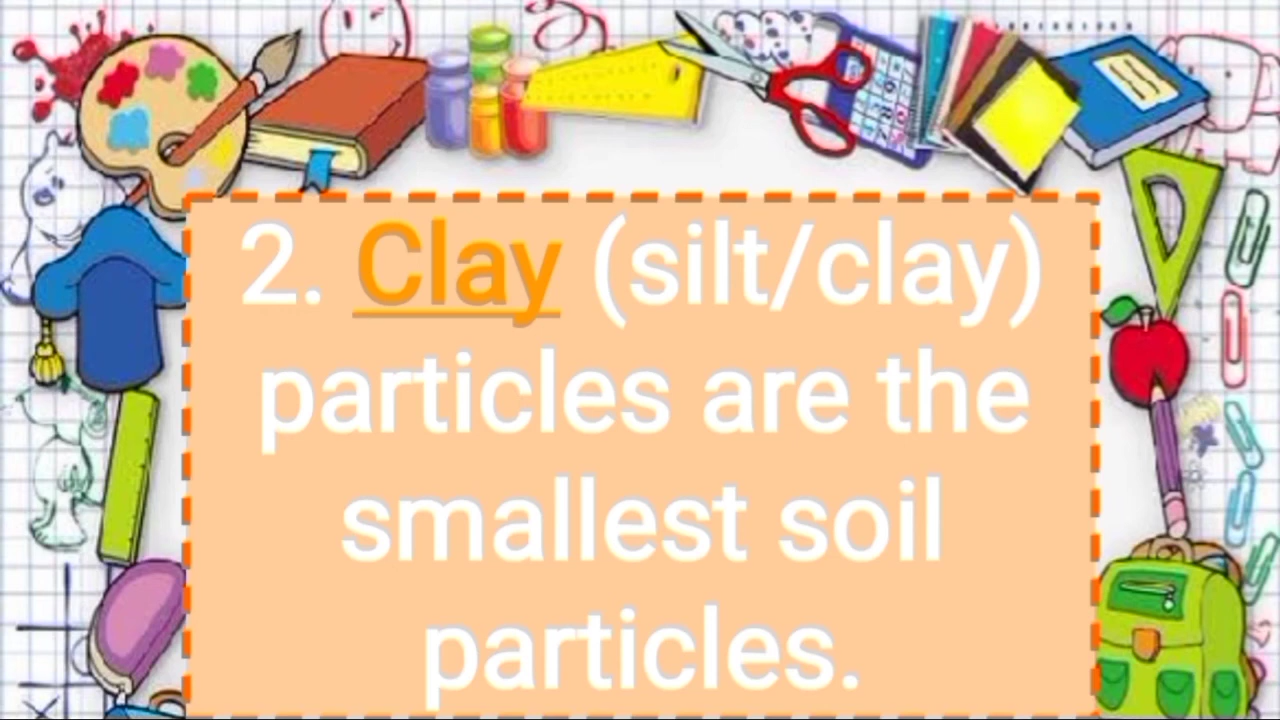 2. Clay (silt/clay)
particles are the
smallest soil
particles.